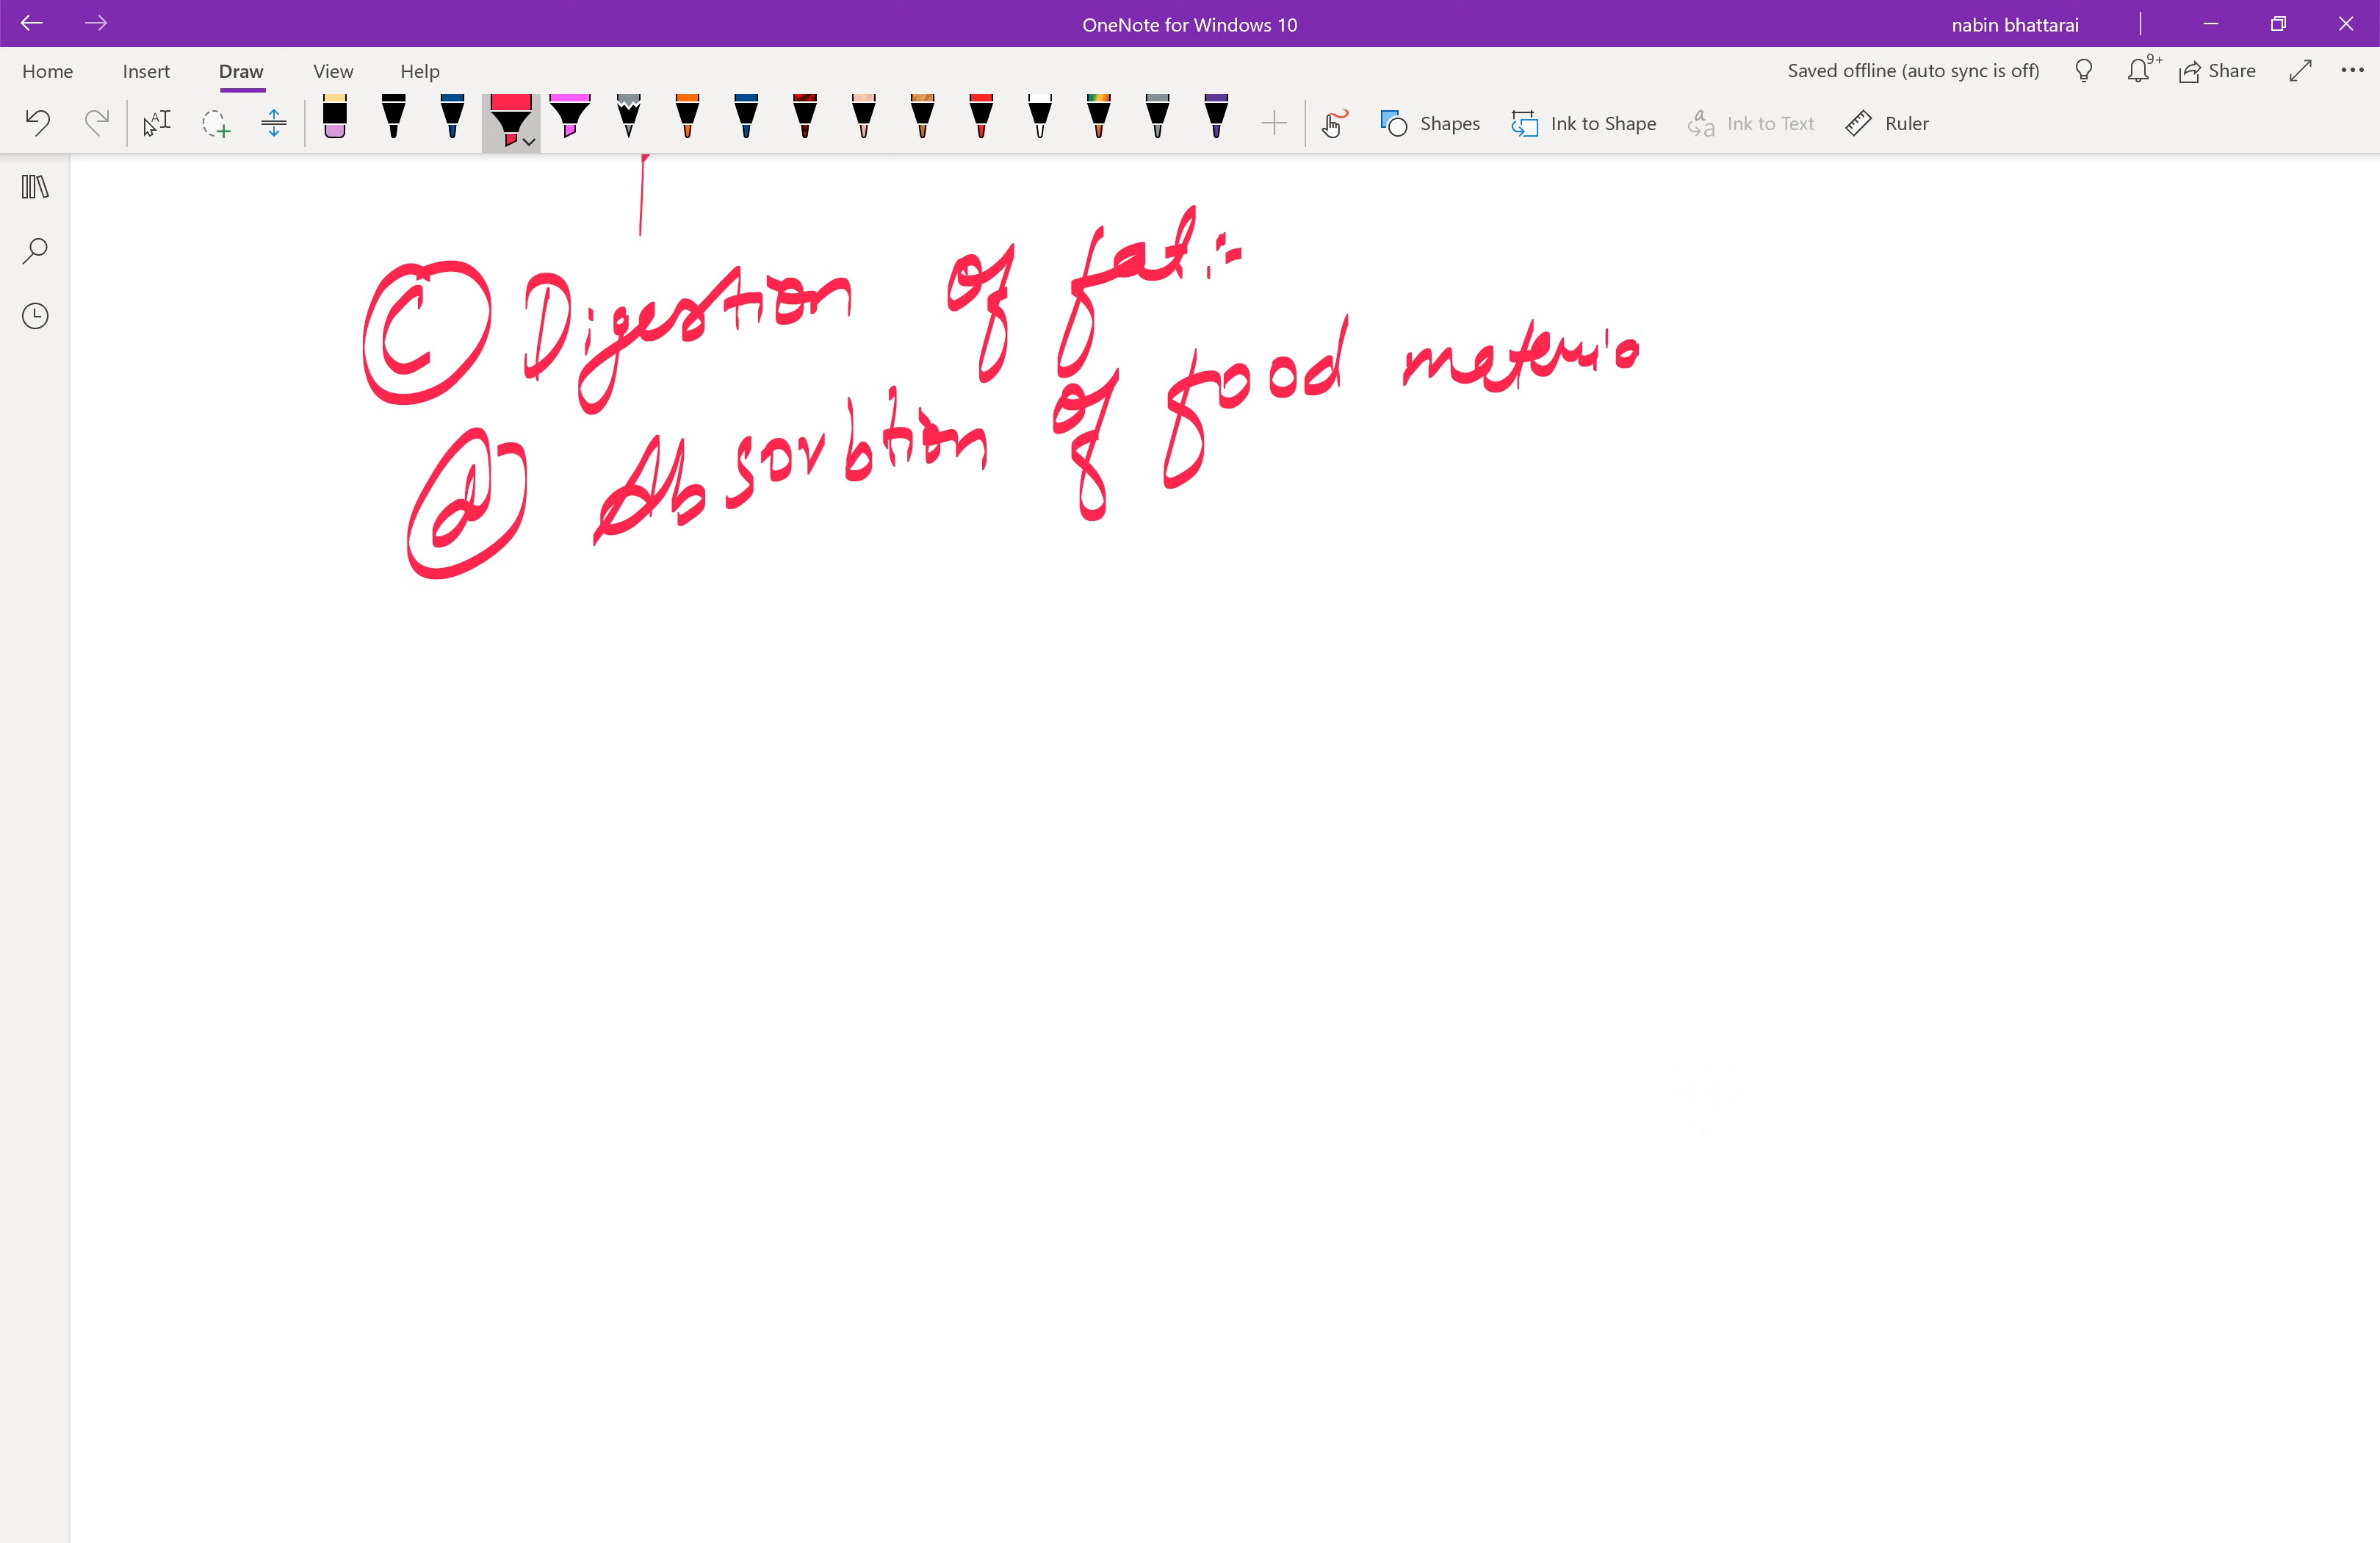 OneNote for Windows 10
nabin bhattarai
Home Insert Draw View Help
Saved offline (auto sync is off) 9+ Share
Shapes Ink to Shape Ink to Text Ruler
C Digestion of fat:-
d Absorbtion of food